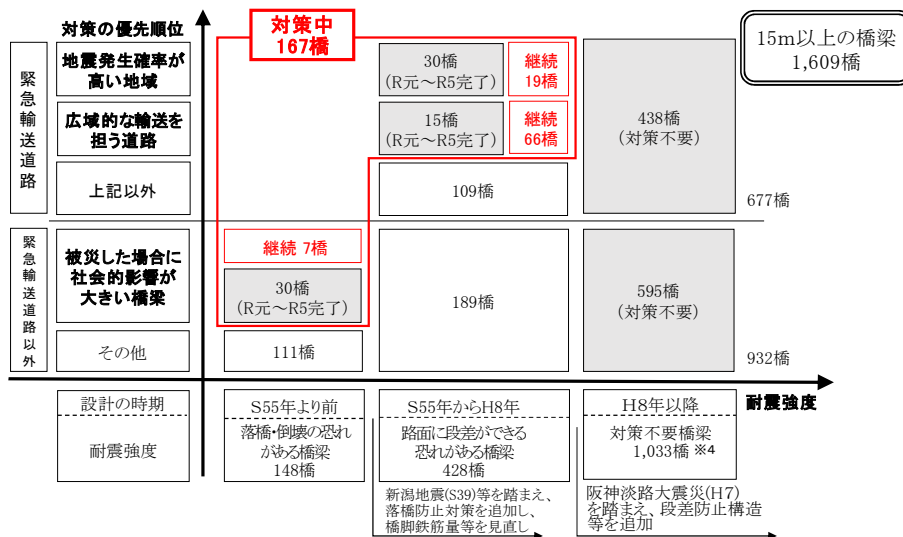 対策の優先順位
対策中
167橋
15m以上の橋梁
1,609橋
緊急輸送道路
地震発生確率が
高い地域
30橋
(R元～R5完了)
継続
19橋
広域的な輸送を
担う道路
15橋
(R元～R5完了)
継続
66橋
438橋
(対策不要)
上記以外
109橋
677橋
緊急輸送道路以外
被災した場合に
社会的影響が
大きい橋梁
継続 7橋
30橋
(R元～R5完了)
189橋
595橋
(対策不要)
その他
111橋
932橋
耐震強度
設計の時期
S55年より前
S55年からH8年
H8年以降
耐震強度
落橋・倒壊の恐れ
がある橋梁
148橋
路面に段差ができる
恐れがある橋梁
428橋
対策不要橋梁
1,033橋 ※4
新潟地震(S39)等を踏まえ、
落橋防止対策を追加し、
橋脚鉄筋量等を見直し
阪神淡路大震災(H7)
を踏まえ、段差防止構造
等を追加